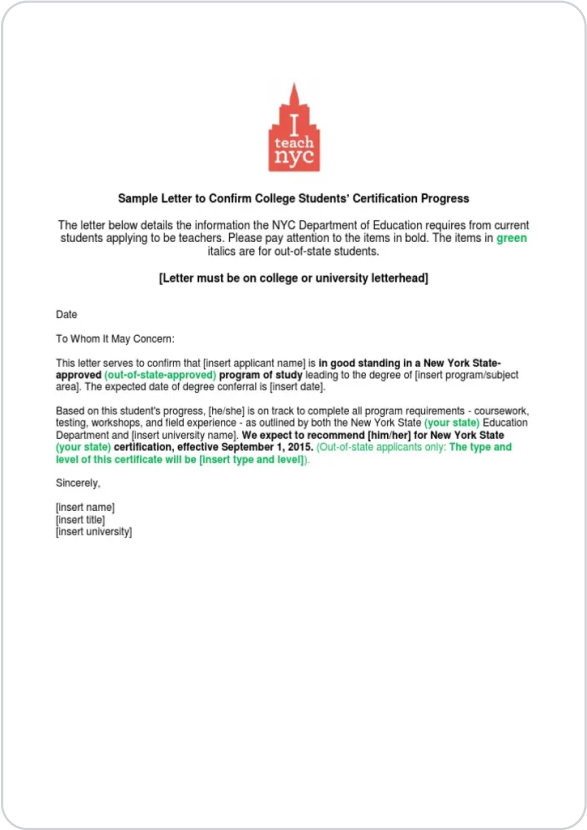 I
teach
nyc
Sample Letter to Confirm College Students' Certification Progress
The letter below details the information the NYC Department of Education requires from current
students applying to be teachers. Please pay attention to the items in bold. The items in green
italics are for out-of-state students.
[Letter must be on college or university letterhead]
Date
To Whom It May Concern:
This letter serves to confirm that [insert applicant name] is in good standing in a New York State-
approved (out-of-state-approved) program of study leading to the degree of [insert program/subject
area]. The expected date of degree conferral is [insert date].
Based on this student's progress, [he/she] is on track to complete all program requirements - coursework,
testing, workshops, and field experience - as outlined by both the New York State (your state) Education
Department and [insert university name]. We expect to recommend [him/her] for New York State
(your state) certification, effective September 1, 2015. (Out-of-state applicants only: The type and
level of this certificate will be [insert type and level]).
Sincerely,
[insert name]
[insert title]
[insert university]